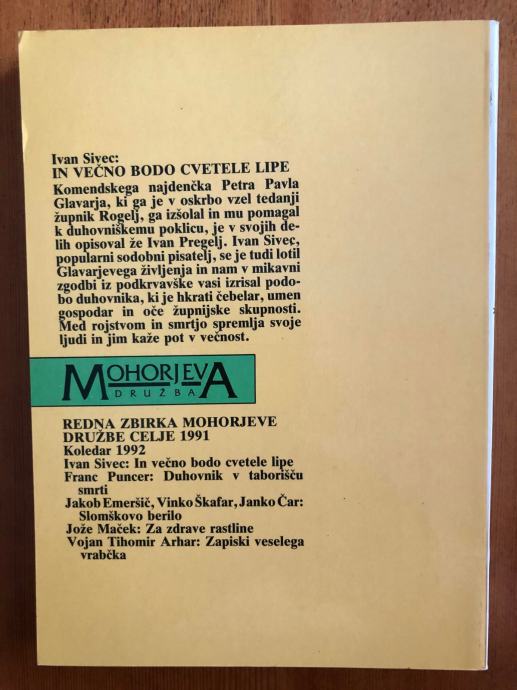 Ivan Sivec:
IN VEČNO BODO CVETELE LIPE
Komendskega najdenčka Petra Pavla
Glavarja, ki ga je v oskrbo vzel tedanji
župnik Rogelj, ga izšolal in mu pomagal
k duhovniškemu poklicu, je v svojih de-
lih opisoval že Ivan Pregelj. Ivan Sivec,
popularni sodobni pisatelj, se je tudi lotil
Glavarjevega življenja in nam v mikavni
zgodbi iz podkrvavške vasi izrisal podo-
bo duhovnika, ki je hkrati čebelar, umen
gospodar in oče župnijske skupnosti.
Med rojstvom in smrtjo spremlja svoje
ljudi in jim kaže pot v večnost.
MOHORJEVA
DRUŽBA
REDNA ZBIRKA MOHORJEVE
DRUŽBE CELJE 1991
Koledar 1992
Ivan Sivec: In večno bodo cvetele lipe
Franc Puncer: Duhovnik v taborišču
smrti
Jakob Emeršič, Vinko Škafar, Janko Čar:
Slomškovo berilo
Jože Maček: Za zdrave rastline
Vojan Tihomir Arhar: Zapiski veselega
vrabčka